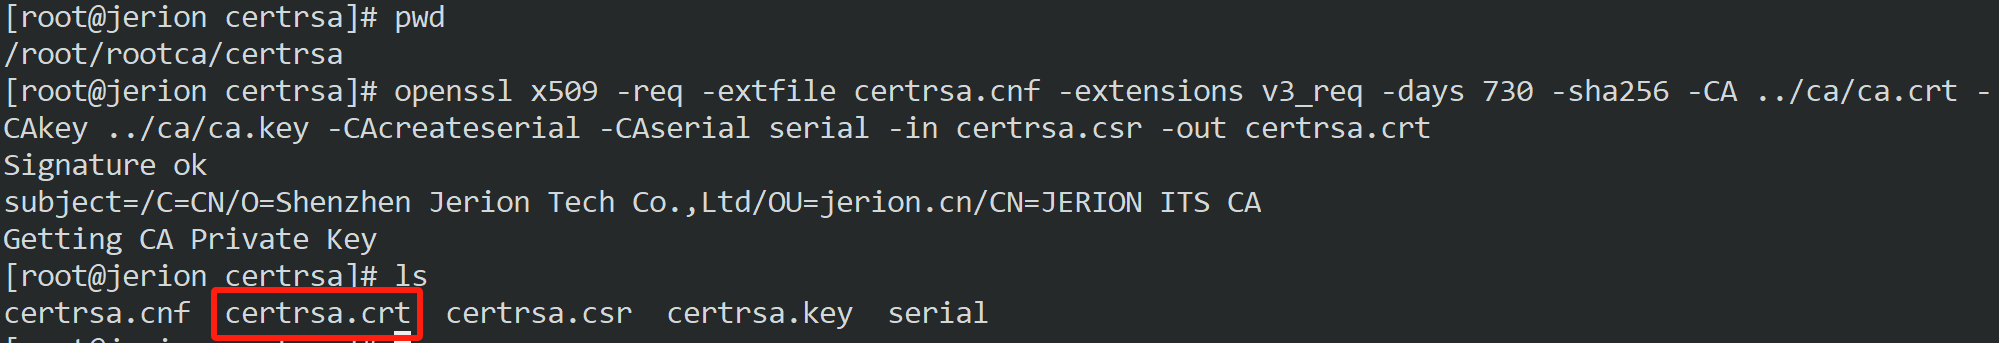 [root@jerion certrsa]# pwd
/root/rootca/certrsa
[root@jerion certrsa]# openssl x509 -req -extfile certrsa.cnf -extensions v3_req -days 730 -sha256 -CA ../ca/ca.crt -
CAkey ../ca/ca.key -CAcreateserial -CAserial serial -in certrsa.csr -out certrsa.crt
Signature ok
subject=/C=CN/O=Shenzhen Jerion Tech Co.,Ltd/OU=jerion.cn/CN=JERION ITS CA
Getting CA Private Key
[root@jerion certrsa]# ls
certrsa.cnf certrsa.crt certrsa.csr certrsa.key serial